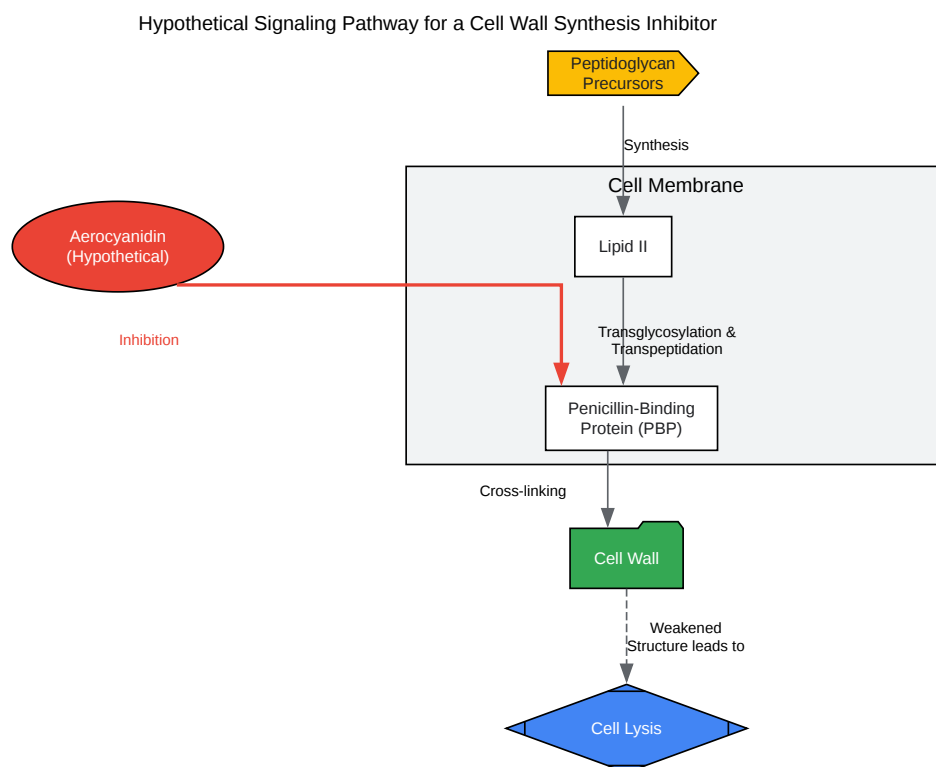 Hypothetical Signaling Pathway for a Cell Wall Synthesis Inhibitor
Peptidoglycan
Precursors
Synthesis
Cell Membrane
Aerocyanidin
(Hypothetical)
Lipid II
Inhibition
Transglycosylation &
Transpeptidation
Penicillin-Binding
Protein (PBP)
Cross-linking
Cell Wall
Weakened
Structure leads to
Cell Lysis